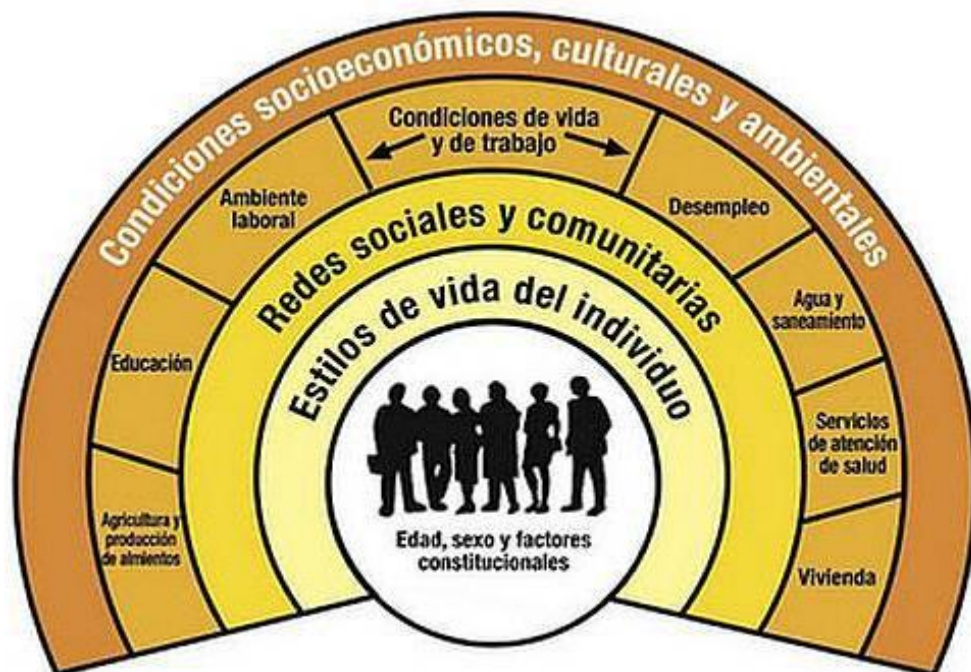 Condiciones socioeconómicos, culturales y ambientales
Condiciones de vida
y de trabajo
Ambiente
laboral
Desempleo
Educación
Agua y
saneamiento
Agricultura y
producción
de almientos
Servicios
de atención
de salud
Vivienda
Redes sociales y comunitarias
Estilos de vida del individuo
Edad, sexo y factores
constitucionales